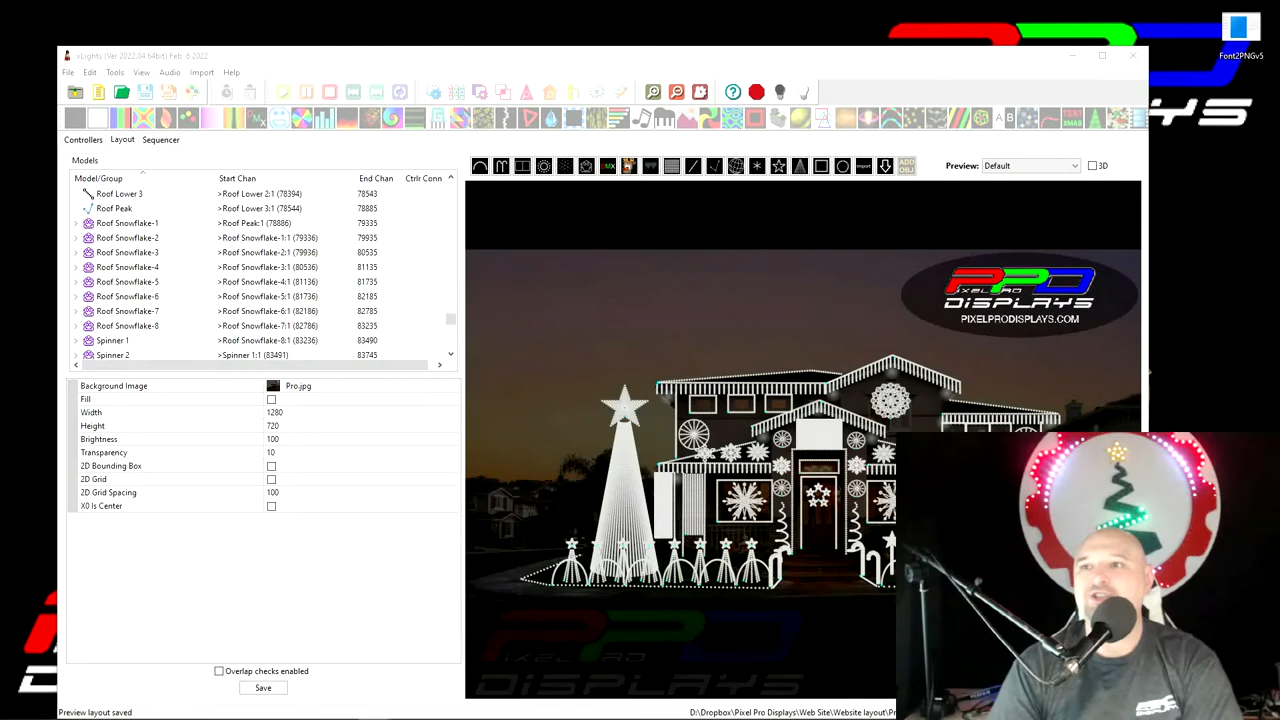 Font2PNGv5
xLights (Ver 2022.04 64bit) Feb 6 2022
File Edit Tools View Audio Import Help
Controllers Layout Sequencer
Models
Preview: Default 3D
Model/Group Start Chan End Chan Ctrlr Conn
Roof Lower 3 >Roof Lower 2:1 (78394) 78543
Roof Peak >Roof Lower 3:1 (78544) 78885
Roof Snowflake-1 >Roof Peak:1 (78886) 79335
Roof Snowflake-2 >Roof Snowflake-1:1 (79336) 79935
Roof Snowflake-3 >Roof Snowflake-2:1 (79936) 80535
Roof Snowflake-4 >Roof Snowflake-3:1 (80536) 81135
Roof Snowflake-5 >Roof Snowflake-4:1 (81136) 81735
Roof Snowflake-6 >Roof Snowflake-5:1 (81736) 82185
Roof Snowflake-7 >Roof Snowflake-6:1 (82186) 82785
Roof Snowflake-8 >Roof Snowflake-7:1 (82786) 83235
Spinner 1 >Roof Snowflake-8:1 (83236) 83490
Spinner 2 >Spinner 1:1 (83491) 83745
Background Image Pro.jpg
Fill
Width 1280
Height 720
Brightness 100
Transparency 10
2D Bounding Box
2D Grid
2D Grid Spacing 100
X0 Is Center
Overlap checks enabled
Save
Preview layout saved
D:\Dropbox\Pixel Pro Displays\Web Site\Website layout\Pr
PPD
PIXEL PRO
DISPLAYS
PIXELPRODISPLAYS.COM